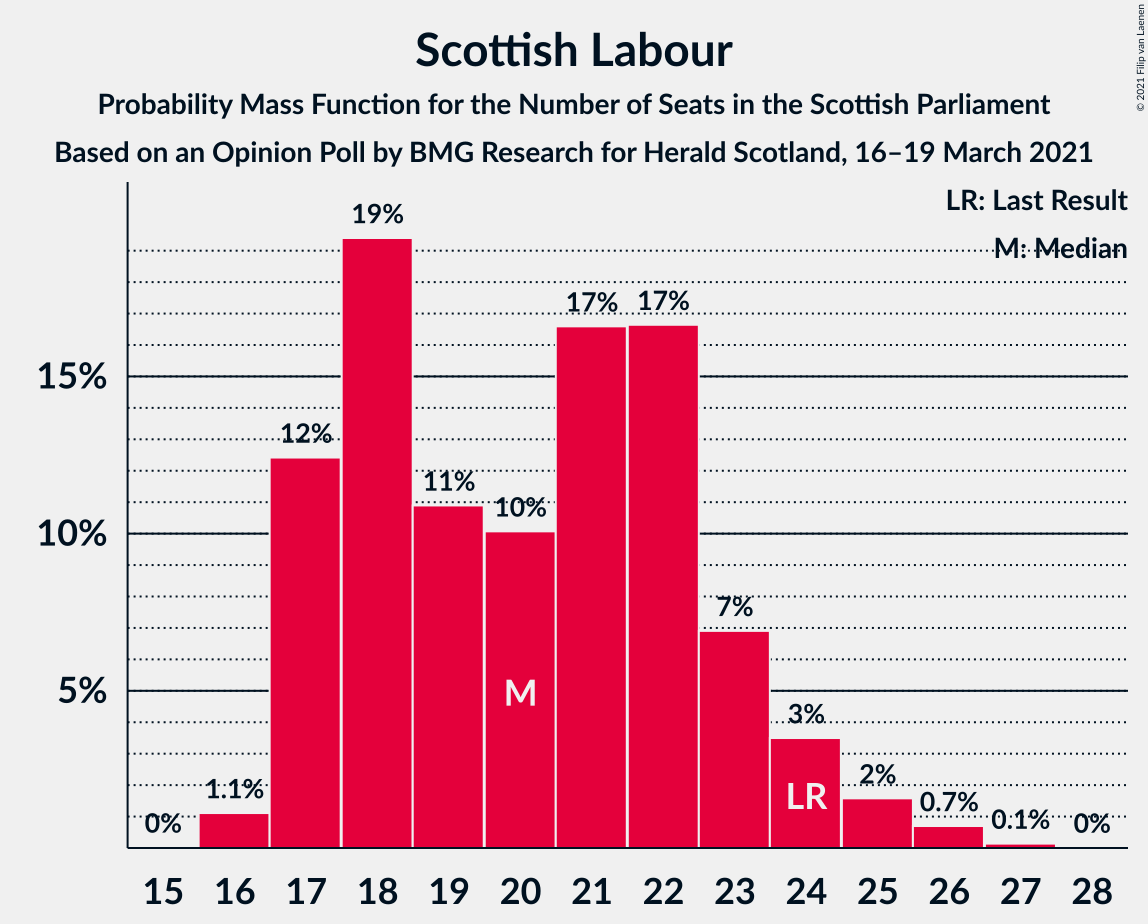 Scottish Labour
Probability Mass Function for the Number of Seats in the Scottish Parliament
Based on an Opinion Poll by BMG Research for Herald Scotland, 16–19 March 2021
© 2021 Filip van Laenen
LR: Last Result
M: Median
19%
17%
17%
15%
12%
11%
10%
10%
7%
5%
M
3%
LR
2%
1.1%
0.7%
0.1%
0%
0%
15 16 17 18 19 20 21 22 23 24 25 26 27 28